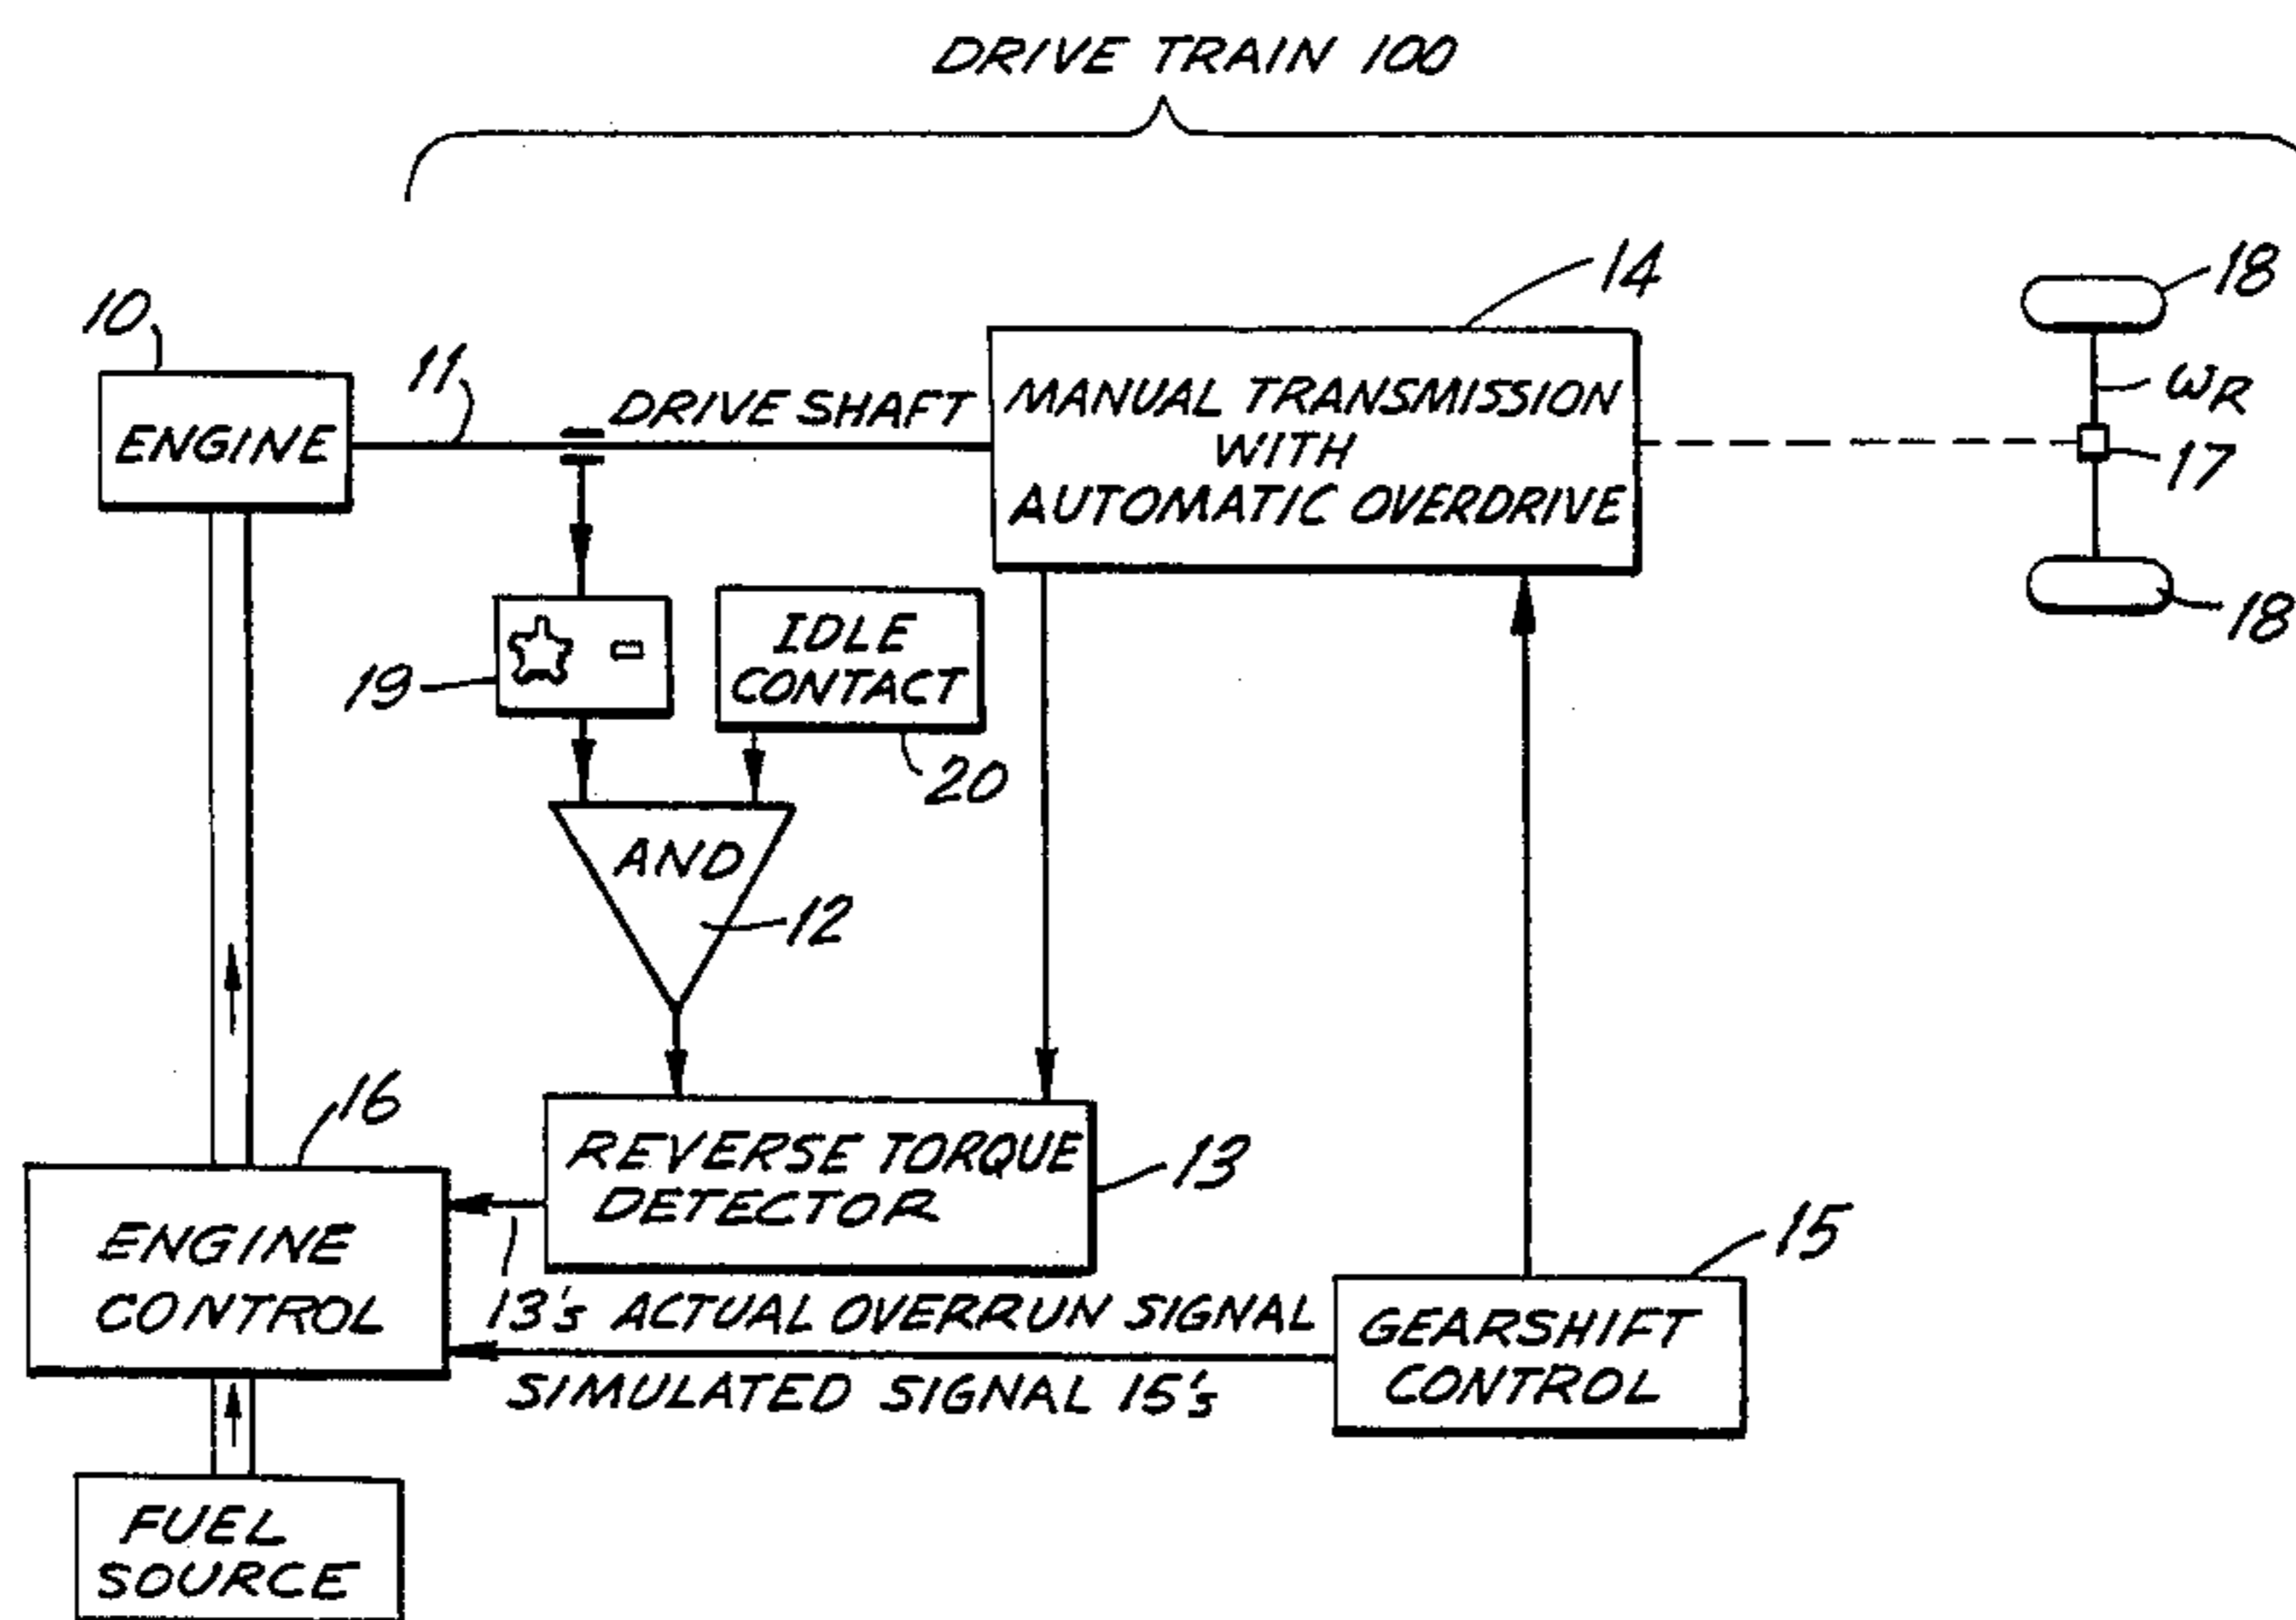 DRIVE TRAIN 100
10
ENGINE
11
DRIVE SHAFT
14
MANUAL TRANSMISSION
WITH
AUTOMATIC OVERDRIVE
18
ωR
17
18
19
IDLE
CONTACT
20
AND
12
REVERSE TORQUE
DETECTOR
13
16
ENGINE
CONTROL
13's ACTUAL OVERRUN SIGNAL
SIMULATED SIGNAL 15's
15
GEARSHIFT
CONTROL
FUEL
SOURCE